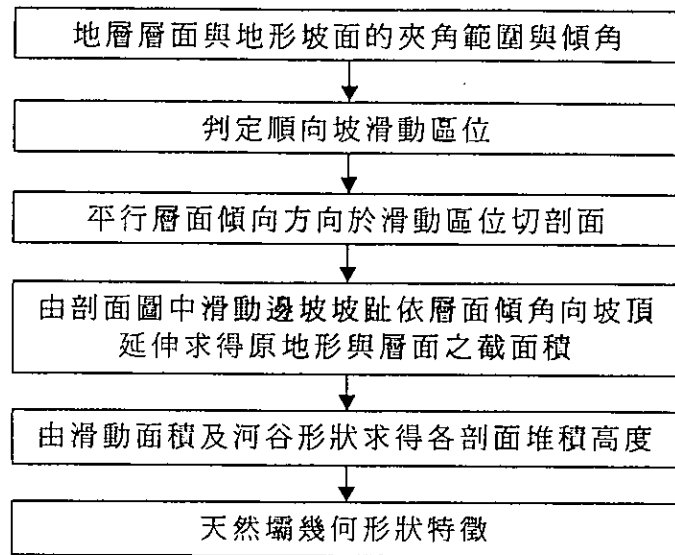 地層層面與地形坡面的夾角範圍與傾角
判定順向坡滑動區位
平行層面傾向方向於滑動區位切剖面
由剖面圖中滑動邊坡坡趾依層面傾角向坡頂
延伸求得原地形與層面之截面積
由滑動面積及河谷形狀求得各剖面堆積高度
天然壩幾何形狀特徵